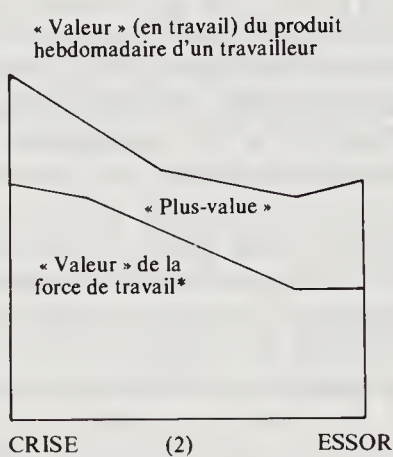 « Valeur » (en travail) du produit
hebdomadaire d'un travailleur
« Plus-value »
« Valeur » de la
force de travail*
CRISE (2) ESSOR